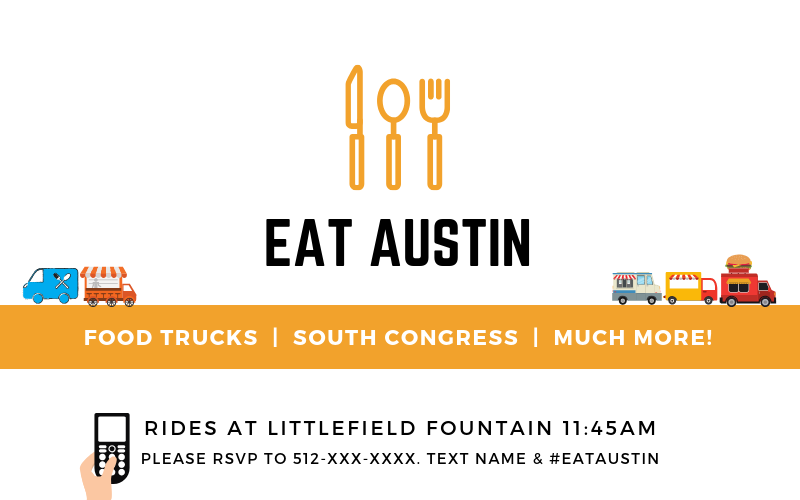 EAT AUSTIN
FOOD TRUCKS | SOUTH CONGRESS | MUCH MORE!
RIDES AT LITTLEFIELD FOUNTAIN 11:45AM
PLEASE RSVP TO 512-XXX-XXXX. TEXT NAME & #EATAUSTIN